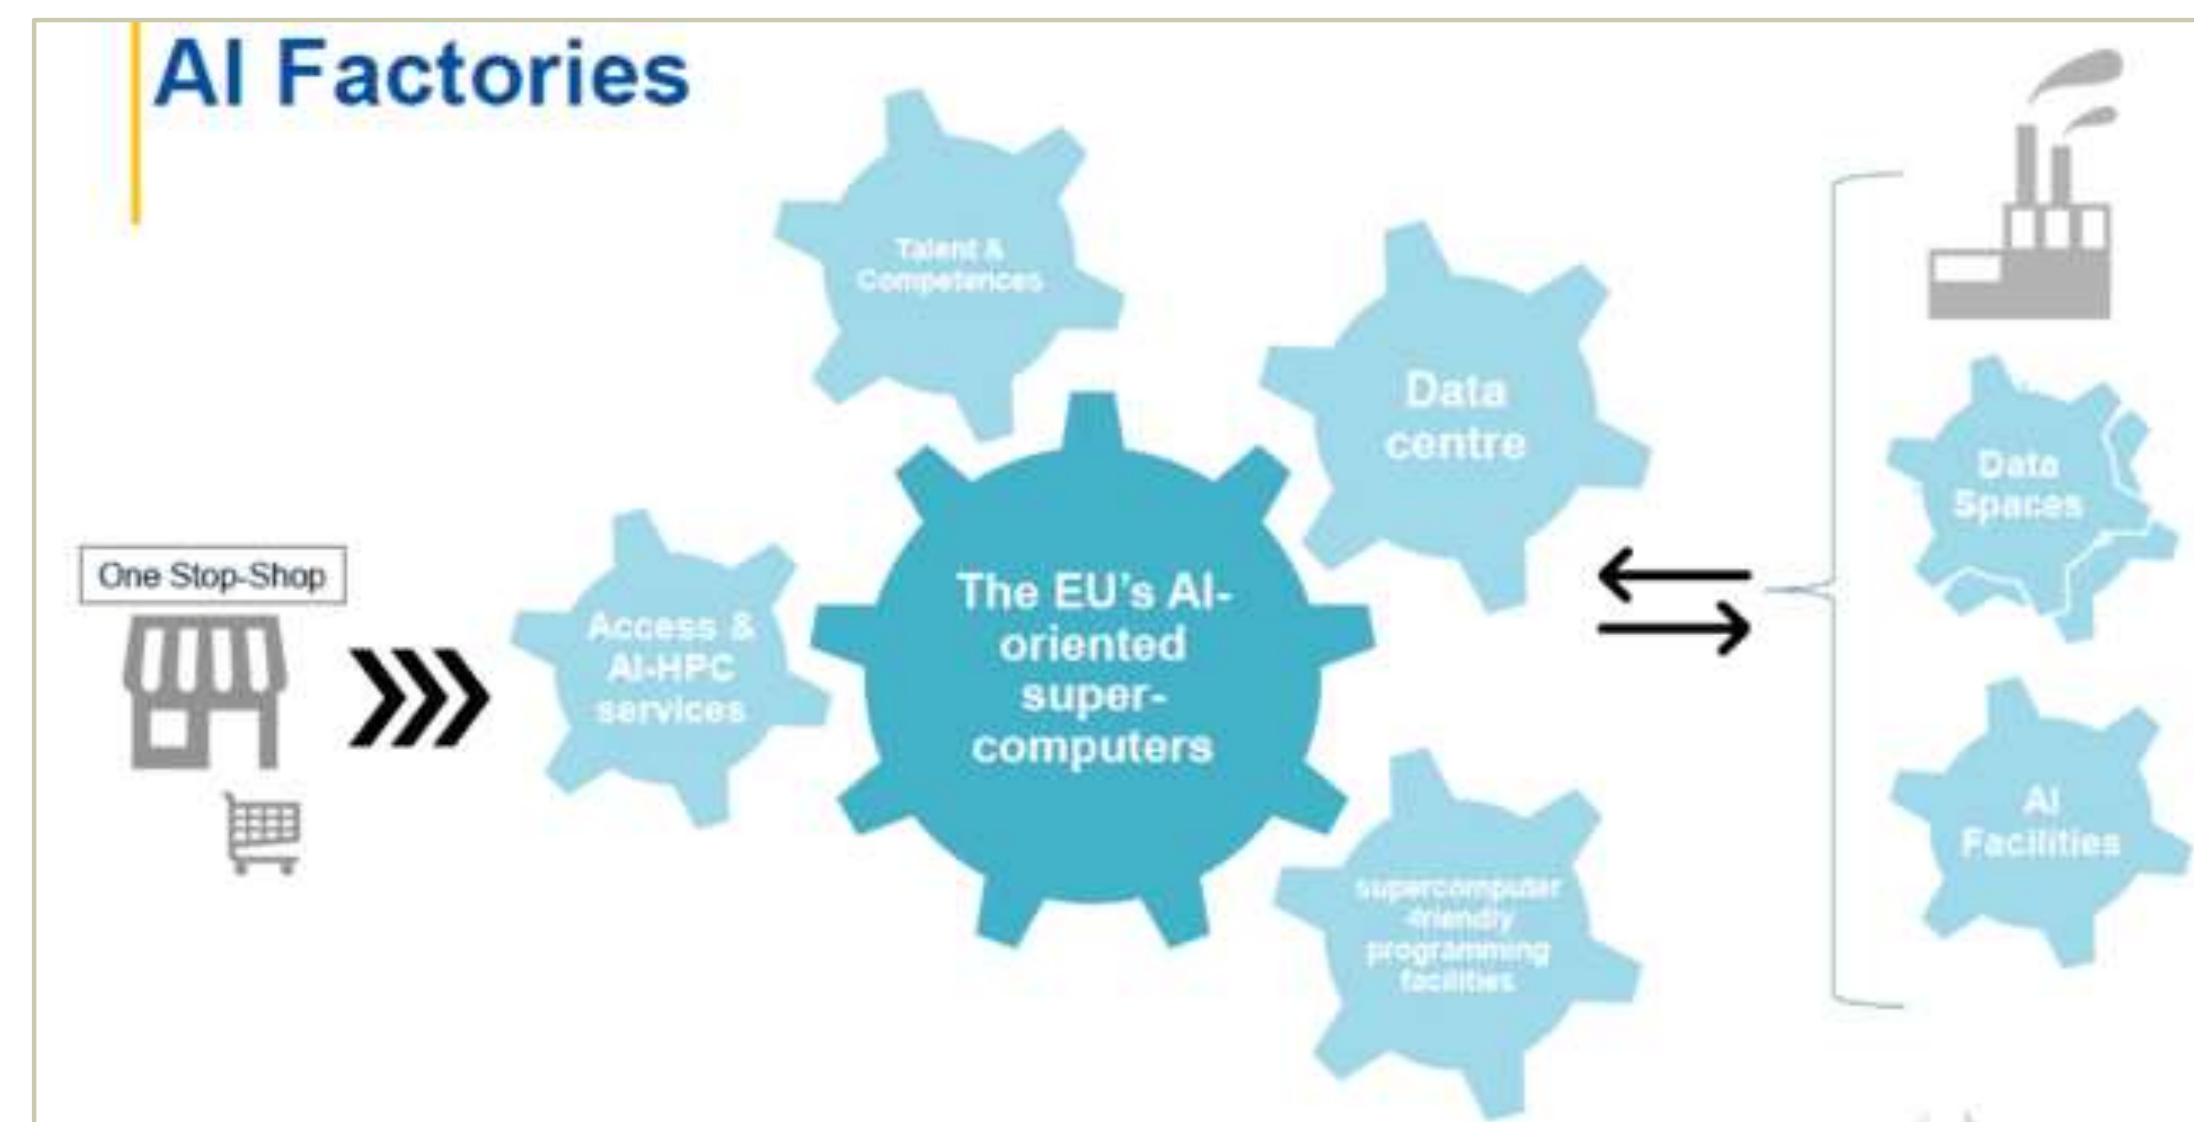 AI Factories
Talent &
Competences
Data
centre
One Stop-Shop
Access &
AI-HPC
services
The EU's AI-
oriented
super-
computers
supercomputer
-friendly
programming
facilities
Data
Spaces
AI
Facilities